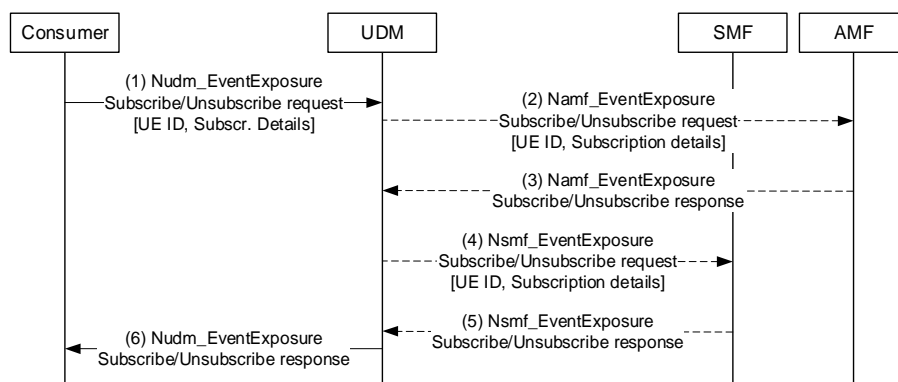 Consumer
UDM
SMF
AMF
(1) Nudm_EventExposure
Subscribe/Unsubscribe request
[UE ID, Subscr. Details]
(2) Namf_EventExposure
Subscribe/Unsubscribe request
[UE ID, Subscription details]
(3) Namf_EventExposure
Subscribe/Unsubscribe response
(4) Nsmf_EventExposure
Subscribe/Unsubscribe request
[UE ID, Subscription details]
(5) Nsmf_EventExposure
Subscribe/Unsubscribe response
(6) Nudm_EventExposure
Subscribe/Unsubscribe response